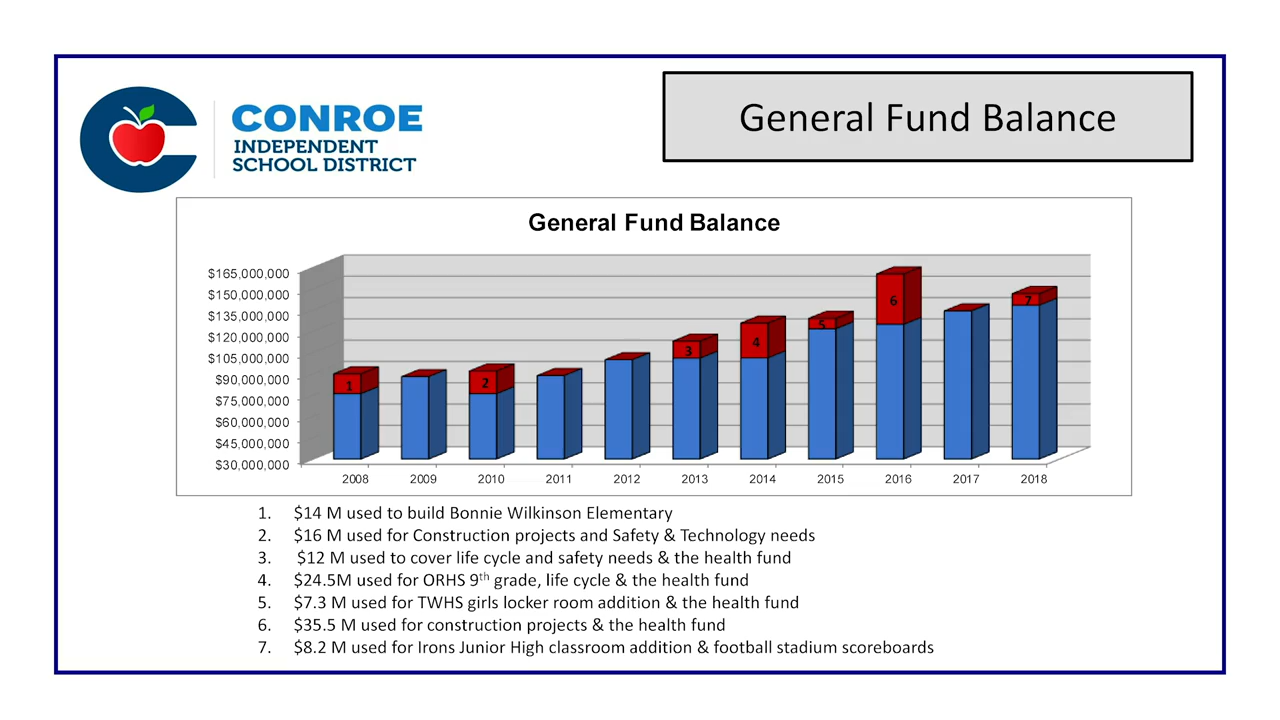 CONROE
INDEPENDENT
SCHOOL DISTRICT
General Fund Balance
General Fund Balance
$165,000,000
$150,000,000
$135,000,000
$120,000,000
$105,000,000
$90,000,000
$75,000,000
$60,000,000
$45,000,000
$30,000,000
1
2
3
4
5
6
7
2008 2009 2010 2011 2012 2013 2014 2015 2016 2017 2018
1. $14 M used to build Bonnie Wilkinson Elementary
2. $16 M used for Construction projects and Safety & Technology needs
3. $12 M used to cover life cycle and safety needs & the health fund
4. $24.5M used for ORHS 9th grade, life cycle & the health fund
5. $7.3 M used for TWHS girls locker room addition & the health fund
6. $35.5 M used for construction projects & the health fund
7. $8.2 M used for Irons Junior High classroom addition & football stadium scoreboards